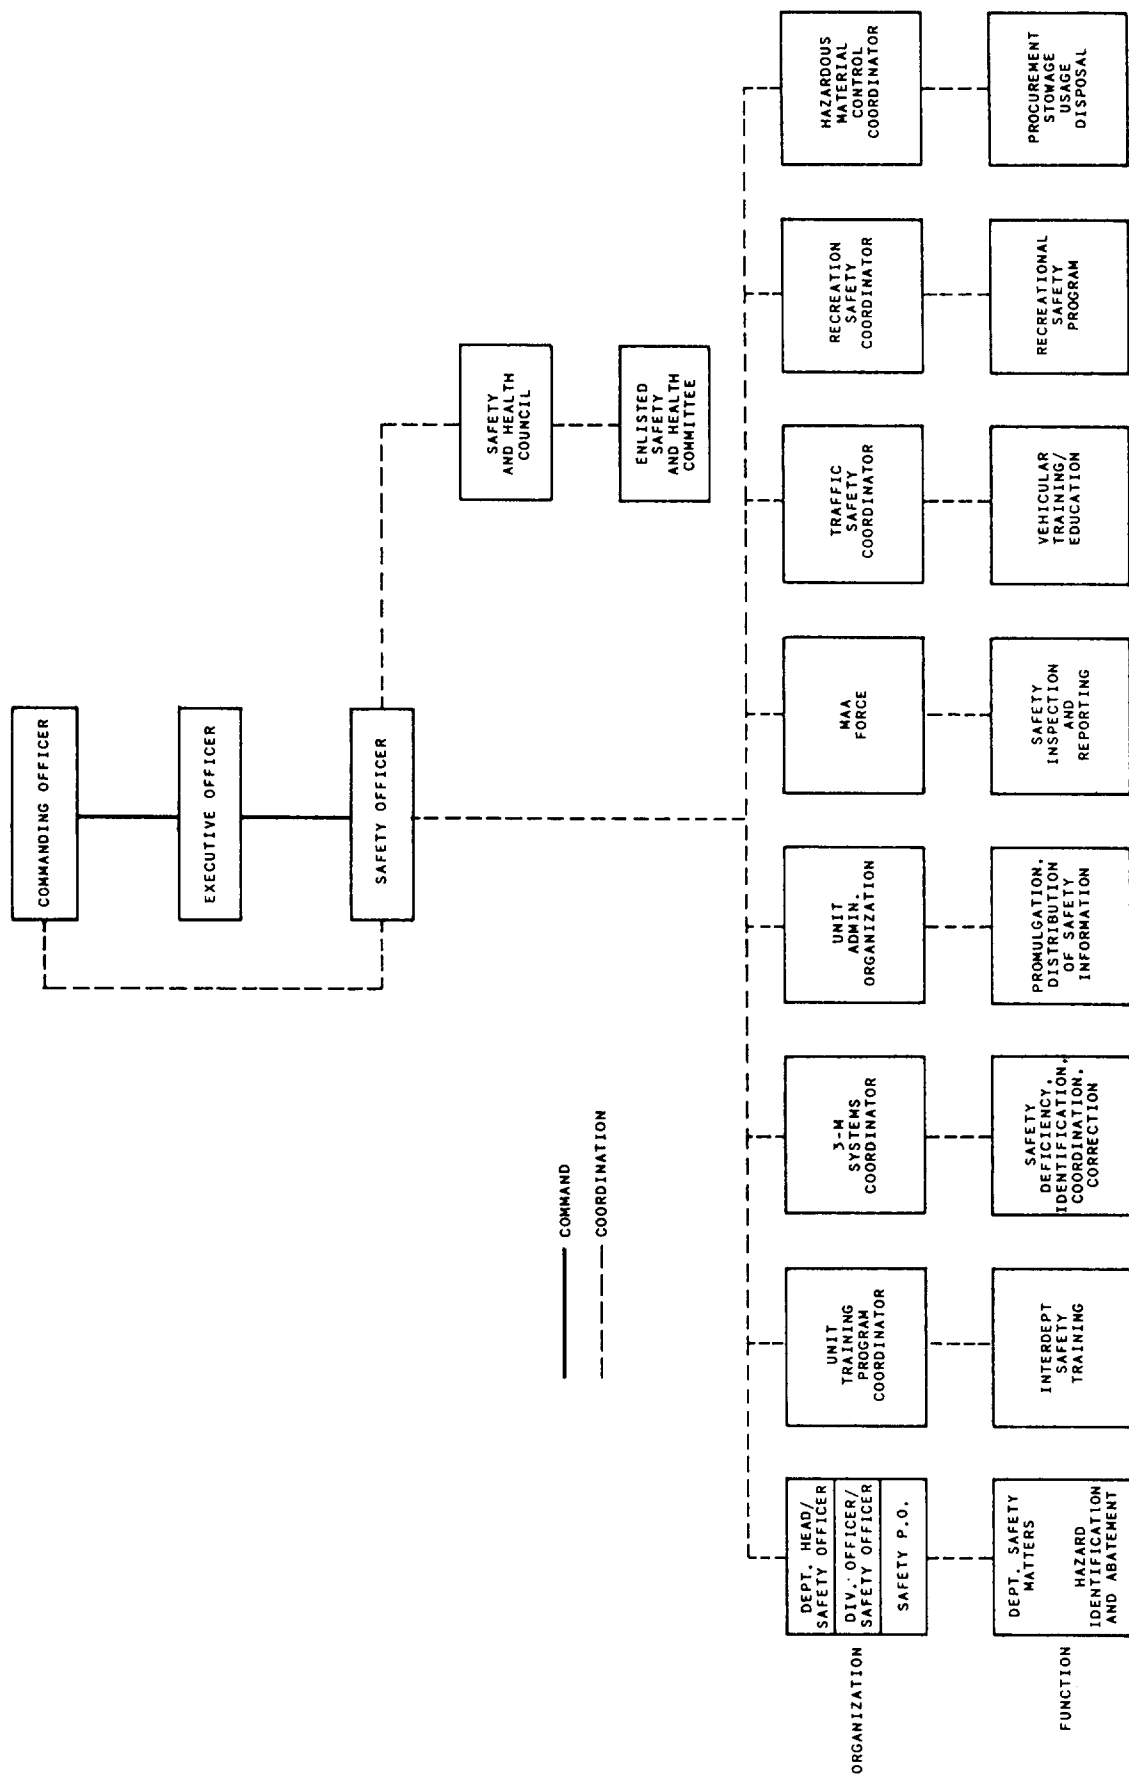 COMMANDING OFFICER
EXECUTIVE OFFICER
SAFETY OFFICER
SAFETY
AND HEALTH
COUNCIL
ENLISTED
SAFETY
AND HEALTH
COMMITTEE
COMMAND
COORDINATION
ORGANIZATION
DEPT. HEAD/
SAFETY OFFICER
DIV. OFFICER/
SAFETY OFFICER
SAFETY P.O.
UNIT
TRAINING
PROGRAM
COORDINATOR
3-M
SYSTEMS
COORDINATOR
UNIT
ADMIN.
ORGANIZATION
MAA
FORCE
TRAFFIC
SAFETY
COORDINATOR
RECREATION
SAFETY
COORDINATOR
HAZARDOUS
MATERIAL
CONTROL
COORDINATOR
FUNCTION
DEPT. SAFETY
MATTERS
HAZARD
IDENTIFICATION
AND ABATEMENT
INTERDEPT
SAFETY
TRAINING
SAFETY
DEFICIENCY,
IDENTIFICATION,
COORDINATION,
CORRECTION
PROMULGATION,
DISTRIBUTION
OF SAFETY
INFORMATION
SAFETY
INSPECTION
AND
REPORTING
VEHICULAR
TRAINING/
EDUCATION
RECREATIONAL
SAFETY
PROGRAM
PROCUREMENT
STOWAGE
USAGE
DISPOSAL